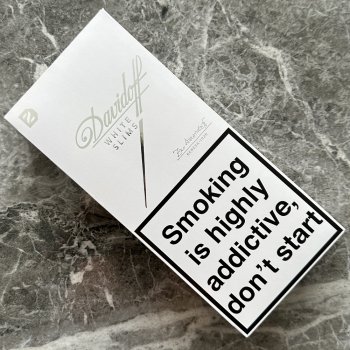 Davidoff
WHITE
SLIMS
Smoking
is highly
addictive,
don't start